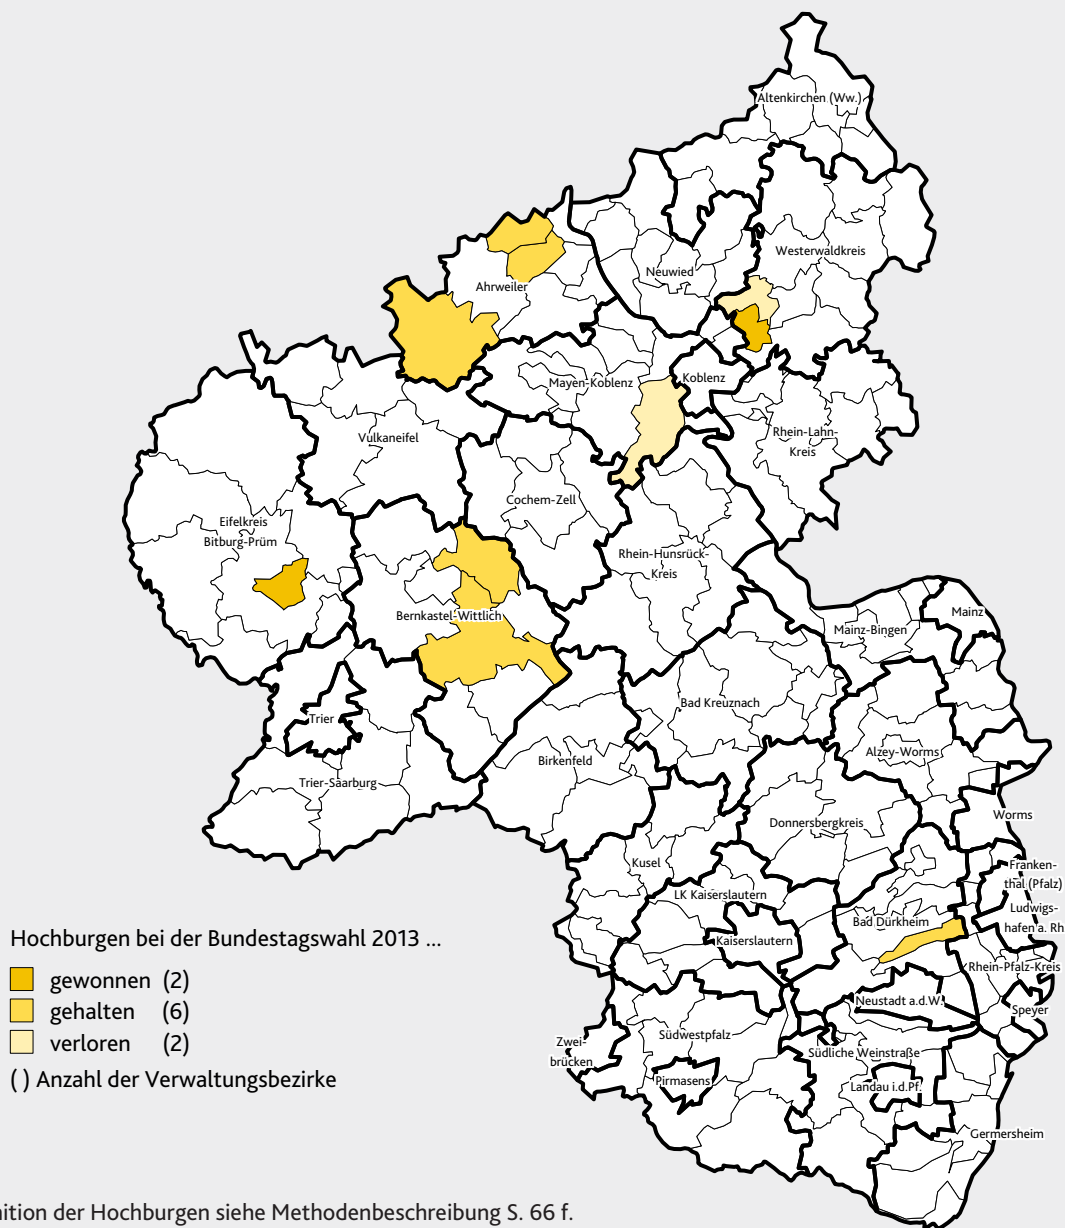 Altenkirchen (Ww.)
Westerwaldkreis
Neuwied
Ahrweiler
Mayen-Koblenz
Koblenz
Rhein-Lahn-
Kreis
Vulkaneifel
Cochem-Zell
Eifelkreis
Bitburg-Prüm
Rhein-Hunsrück-
Kreis
Bernkastel-Wittlich
Mainz
Mainz-Bingen
Bad Kreuznach
Trier
Alzey-Worms
Birkenfeld
Trier-Saarburg
Worms
Donnersbergkreis
Kusel
Franken-
thal (Pfalz)
LK Kaiserslautern
Ludwigs-
hafen a. Rh
Bad Dürkheim
Kaiserslautern
Rhein-Pfalz-Kreis
Neustadt a.d.W.
Speyer
Südwestpfalz
Zwei-
brücken
Südliche Weinstraße
Pirmasens
Landau i.d.Pf.
Germersheim
Hochburgen bei der Bundestagswahl 2013 ...
gewonnen (2)
gehalten (6)
verloren (2)
( ) Anzahl der Verwaltungsbezirke
nition der Hochburgen siehe Methodenbeschreibung S. 66 f.